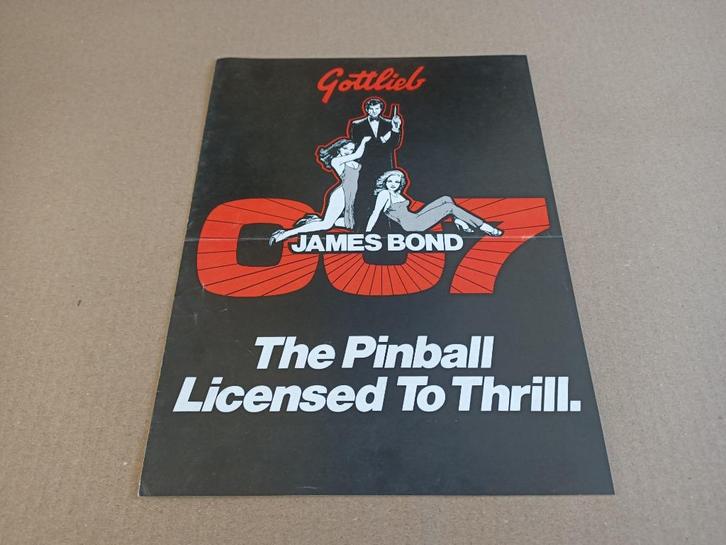 Gottlieb
007
JAMES BOND
The Pinball
Licensed To Thrill.